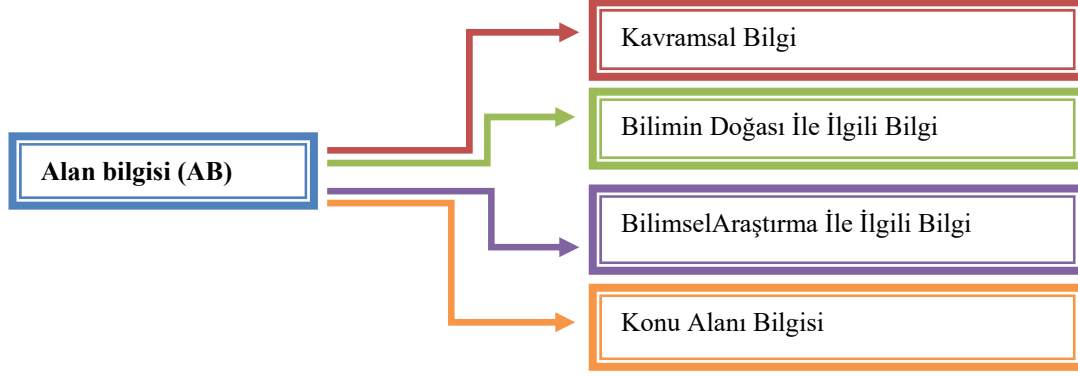 Kavramsal Bilgi
Bilimin Doğası İle İlgili Bilgi
Alan bilgisi (AB)
BilimselAraştırma İle İlgili Bilgi
Konu Alanı Bilgisi